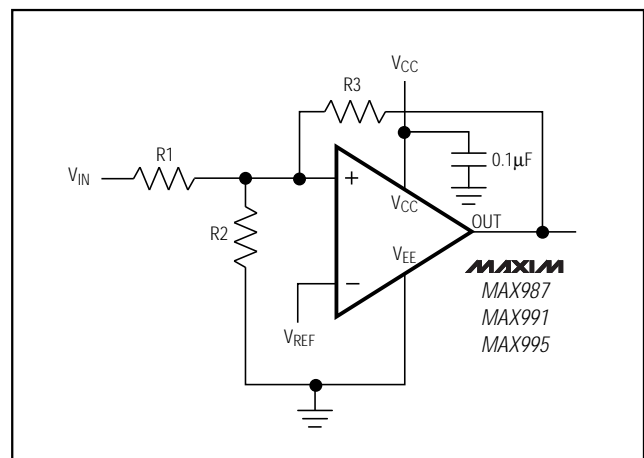 VCC
R3
R1
0.1µF
VIN
+
VCC
R2
OUT
VEE
MAXIM
−
MAX987
VREF
MAX991
MAX995